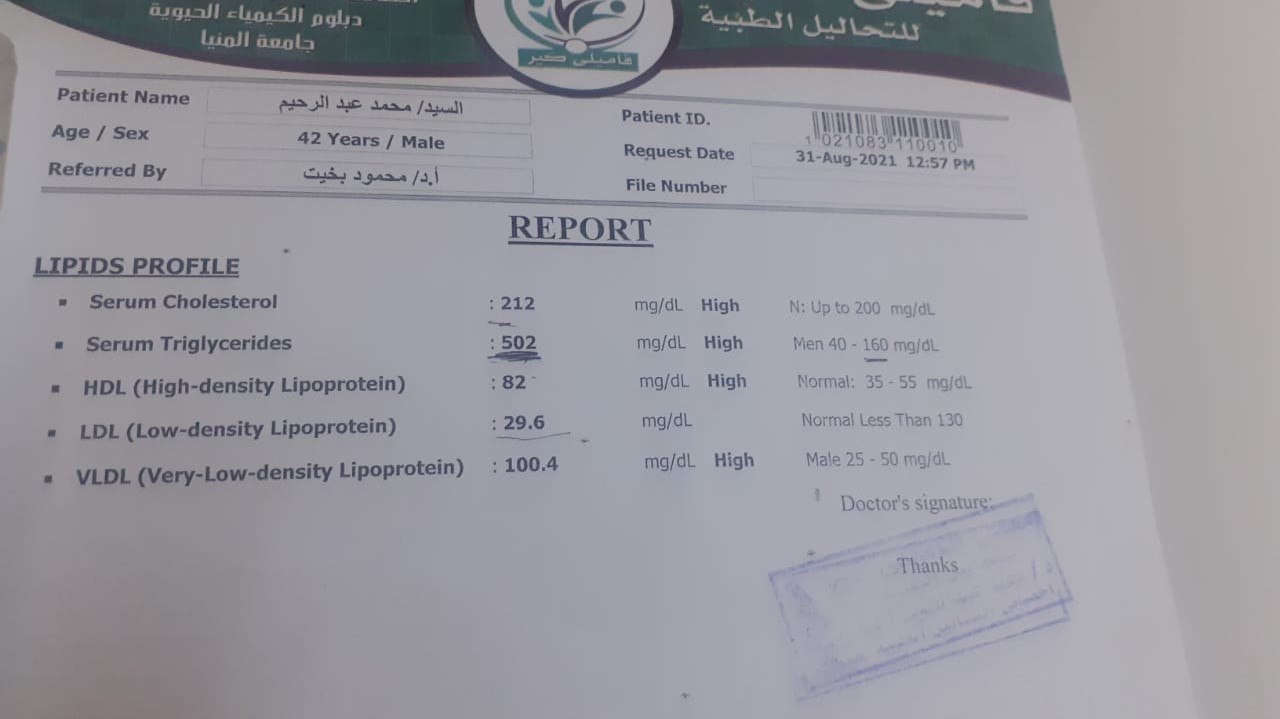 دبلوم الكيمياء الحيوية
جامعة المنيا
للتحاليل الطبية
فاميلى كير
Patient Name السيد/ محمد عبد الرحيم Patient ID. 1 021083 110010
Age / Sex 42 Years / Male Request Date 31-Aug-2021 12:57 PM
Referred By أ.د/ محمود بخيت File Number
REPORT
LIPIDS PROFILE
▪ Serum Cholesterol : 212 mg/dL High N: Up to 200 mg/dL
▪ Serum Triglycerides : 502 mg/dL High Men 40 - 160 mg/dL
▪ HDL (High-density Lipoprotein) : 82 mg/dL High Normal: 35 - 55 mg/dL
▪ LDL (Low-density Lipoprotein) : 29.6 mg/dL Normal Less Than 130
▪ VLDL (Very-Low-density Lipoprotein) : 100.4 mg/dL High Male 25 - 50 mg/dL
Doctor's signature:
Thanks